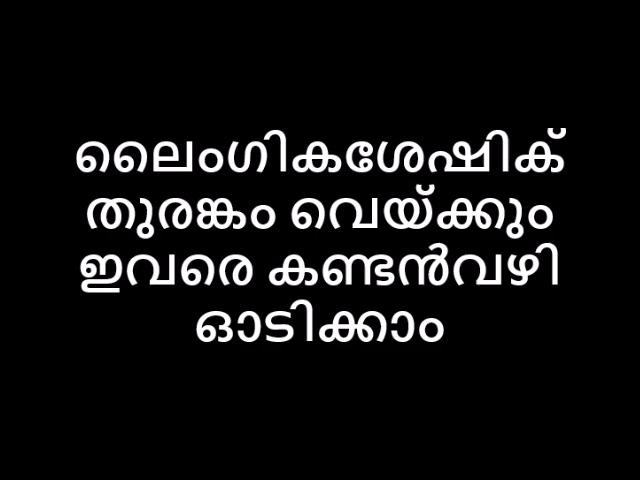 ലൈംഗികശേഷിക്
തുരങ്കം വെയ്ക്കും
ഇവരെ കണ്ടൻവഴി
ഓടിക്കാം